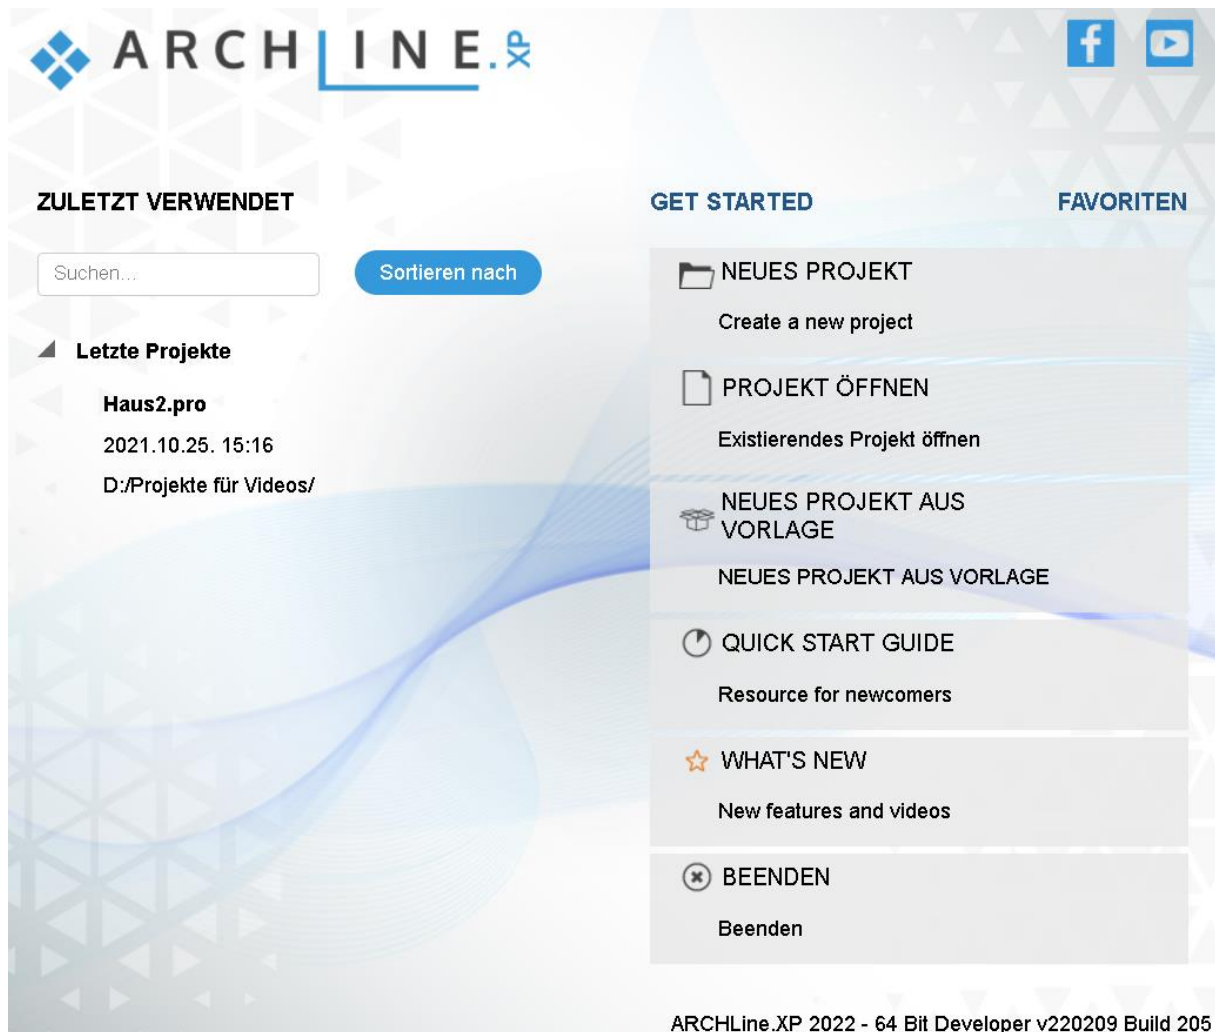 ARCHLINE.XP
ZULETZT VERWENDET
Suchen...
Sortieren nach
Letzte Projekte
Haus2.pro
2021.10.25. 15:16
D:/Projekte für Videos/
GET STARTED
FAVORITEN
NEUES PROJEKT
Create a new project
PROJEKT ÖFFNEN
Existierendes Projekt öffnen
NEUES PROJEKT AUS
VORLAGE
NEUES PROJEKT AUS VORLAGE
QUICK START GUIDE
Resource for newcomers
WHAT'S NEW
New features and videos
BEENDEN
Beenden
ARCHLine.XP 2022 - 64 Bit Developer v220209 Build 205